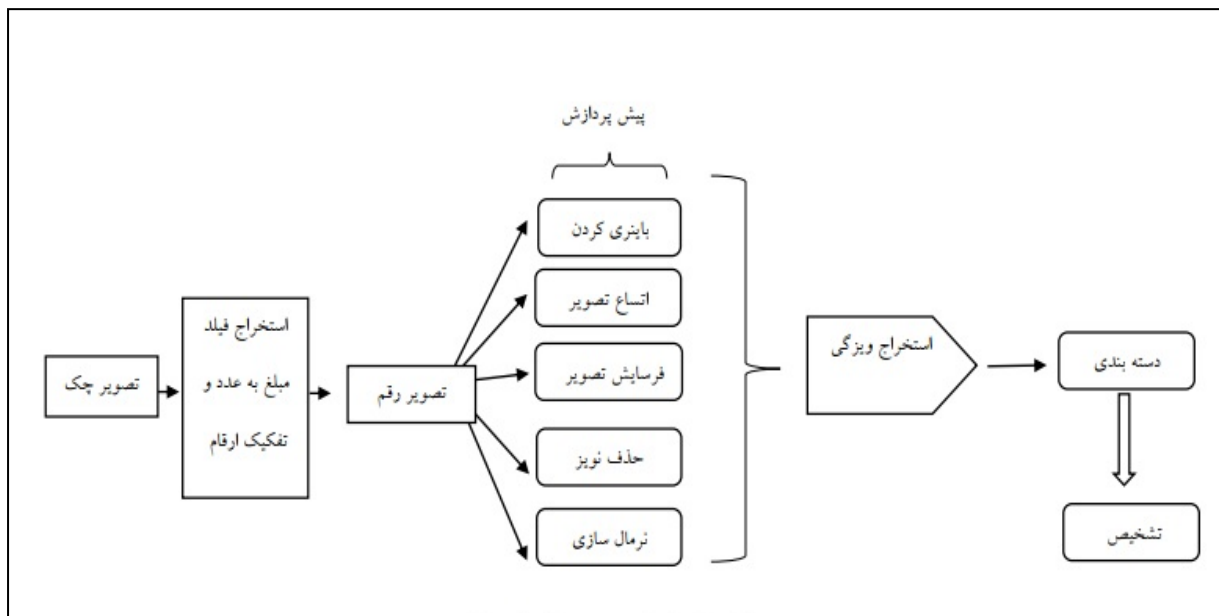 پیش پردازش
تصویر چک
استخراج فیلد
مبلغ به عدد و
تفکیک ارقام
تصویر رقم
باینری کردن
اتساع تصویر
فرسایش تصویر
حذف نویز
نرمال سازی
استخراج ویژگی
دسته بندی
تشخیص